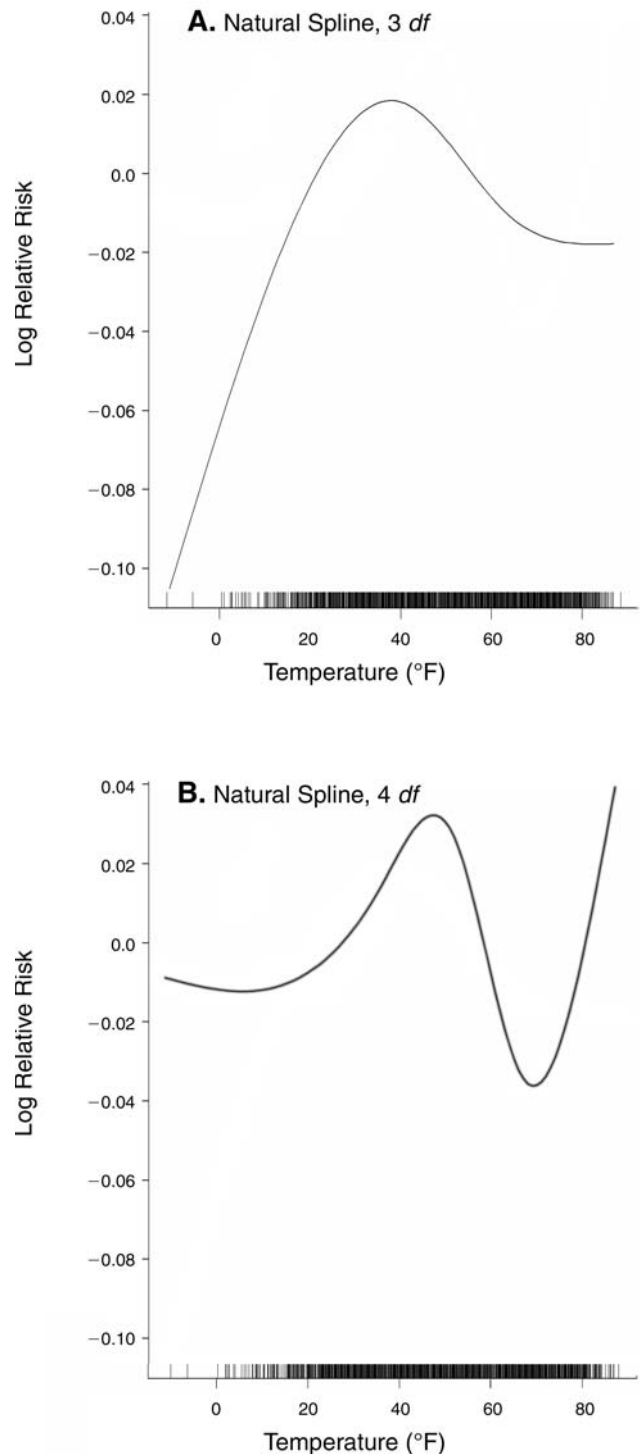 A. Natural Spline, 3 df
0.04
0.02
0.0
−0.02
−0.04
−0.06
−0.08
−0.10
Log Relative Risk
0 20 40 60 80
Temperature (°F)
B. Natural Spline, 4 df
0.04
0.02
0.0
−0.02
−0.04
−0.06
−0.08
−0.10
Log Relative Risk
0 20 40 60 80
Temperature (°F)